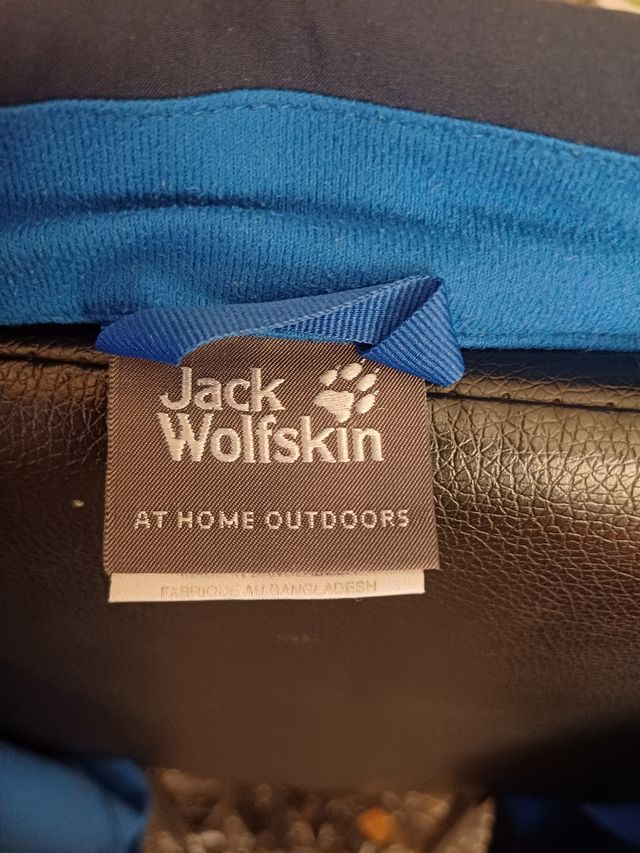 Jack
Wolfskin
AT HOME OUTDOORS
FABRIQUE AU BANGLADESH